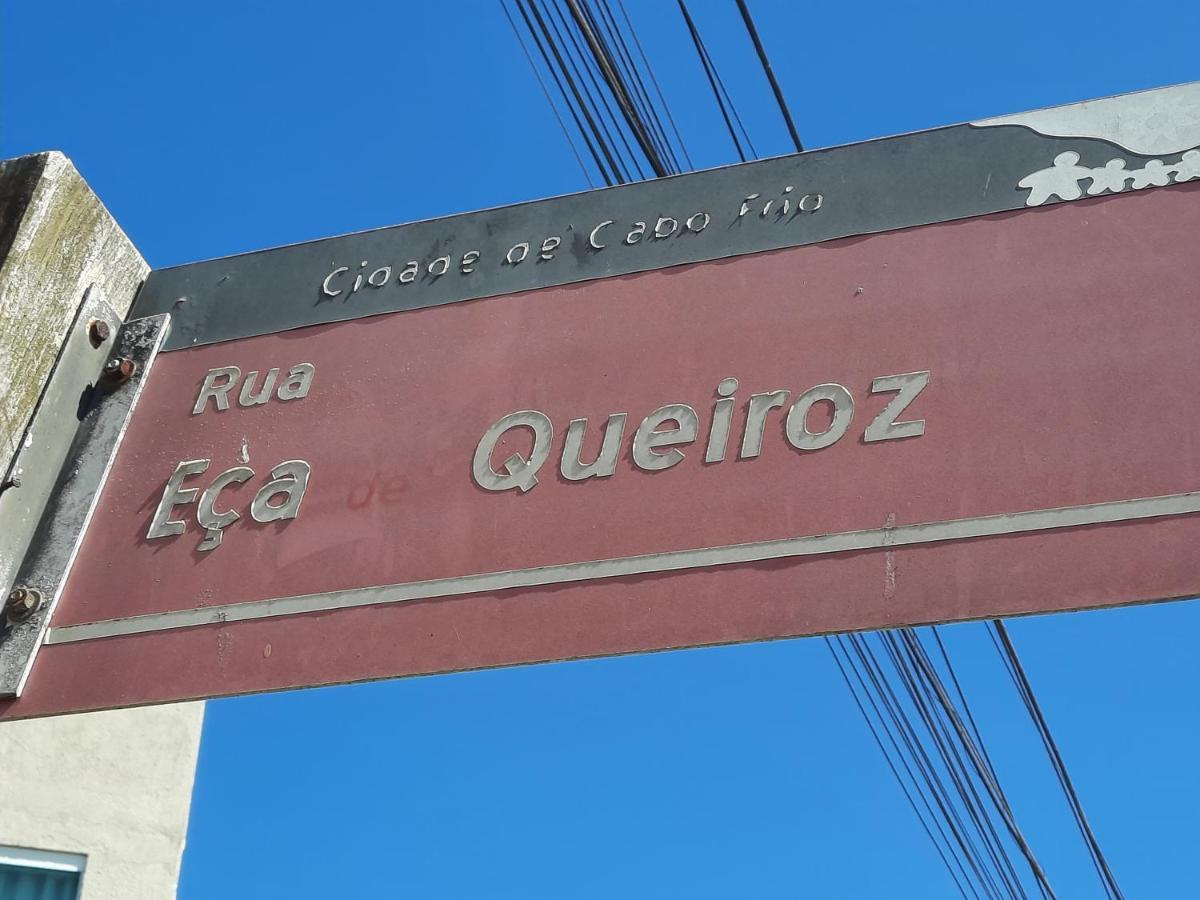 Cidade de Cabo Frio
Rua
Eça de Queiroz